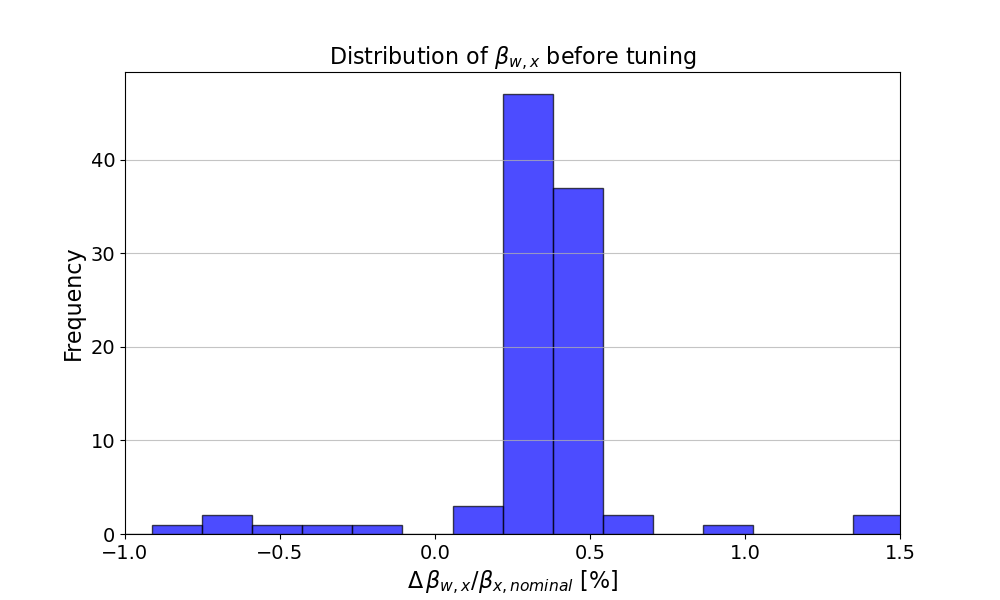 Distribution of β_{w, x} before tuning
Frequency
40
30
20
10
0
−1.0 −0.5 0.0 0.5 1.0 1.5
Δβ_{w, x}/β_{x, nominal} [%]